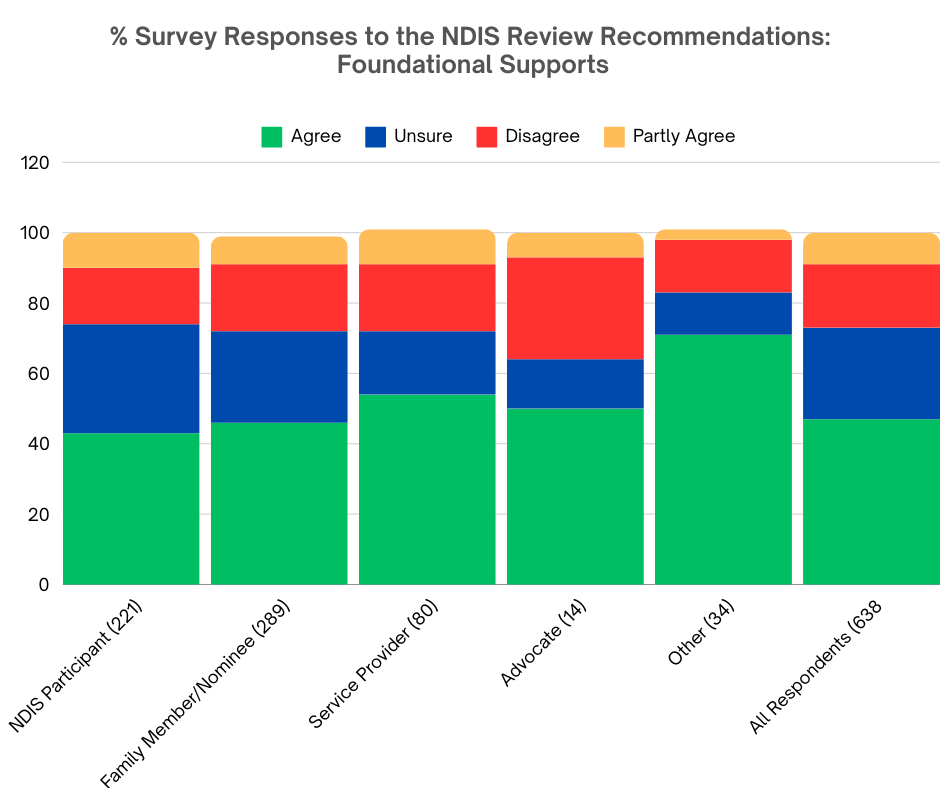 % Survey Responses to the NDIS Review Recommendations:
Foundational Supports
Agree Unsure Disagree Partly Agree
120
100
80
60
40
20
0
NDIS Participant (221)
Family Member/Nominee (289)
Service Provider (80)
Advocate (14)
Other (34)
All Respondents (638